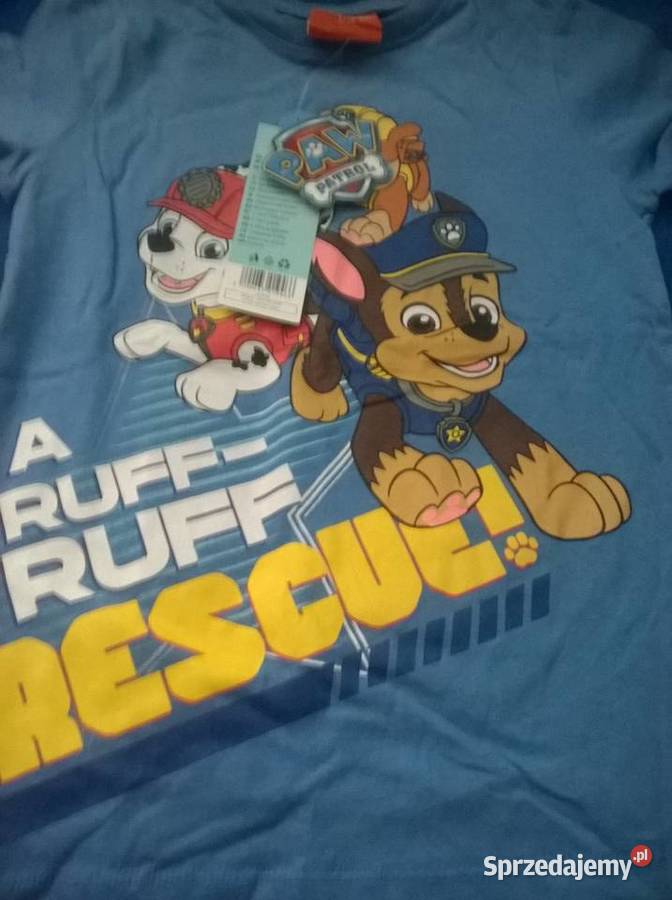 PAW
PATROL
A
RUFF-
RUFF
RESCUE!
Sprzedajemy.pl